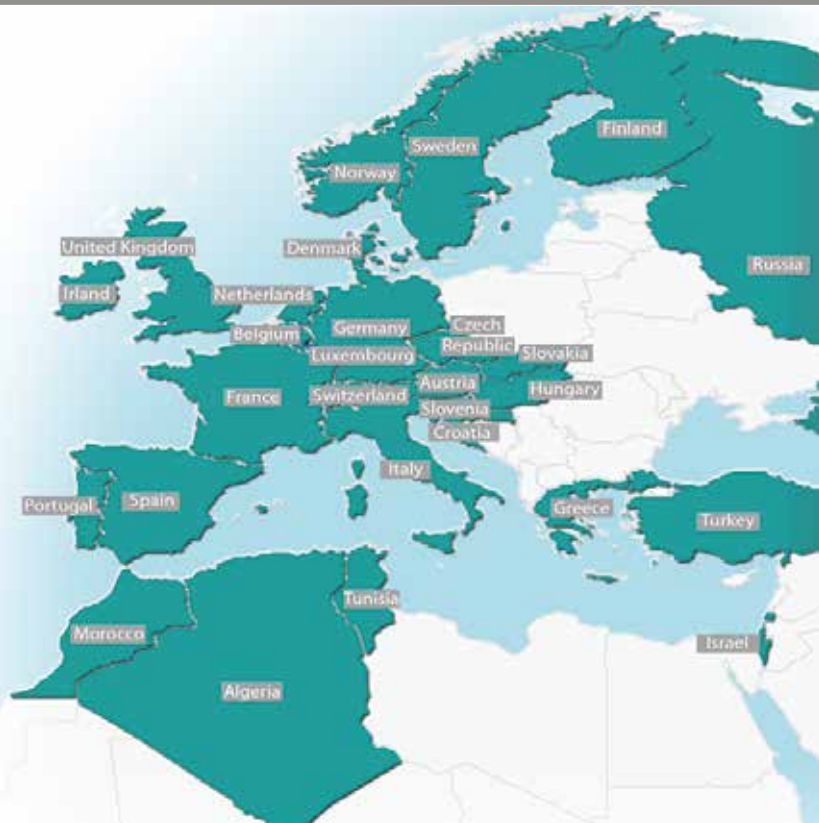 Finland
Sweden
Norway
United Kingdom
Denmark
Russia
Irland
Netherlands
Germany
Czech
Republic
Belgium
Luxembourg
Slovakia
France
Switzerland
Austria
Hungary
Slovenia
Croatia
Italy
Portugal
Spain
Greece
Turkey
Tunisia
Morocco
Israel
Algeria